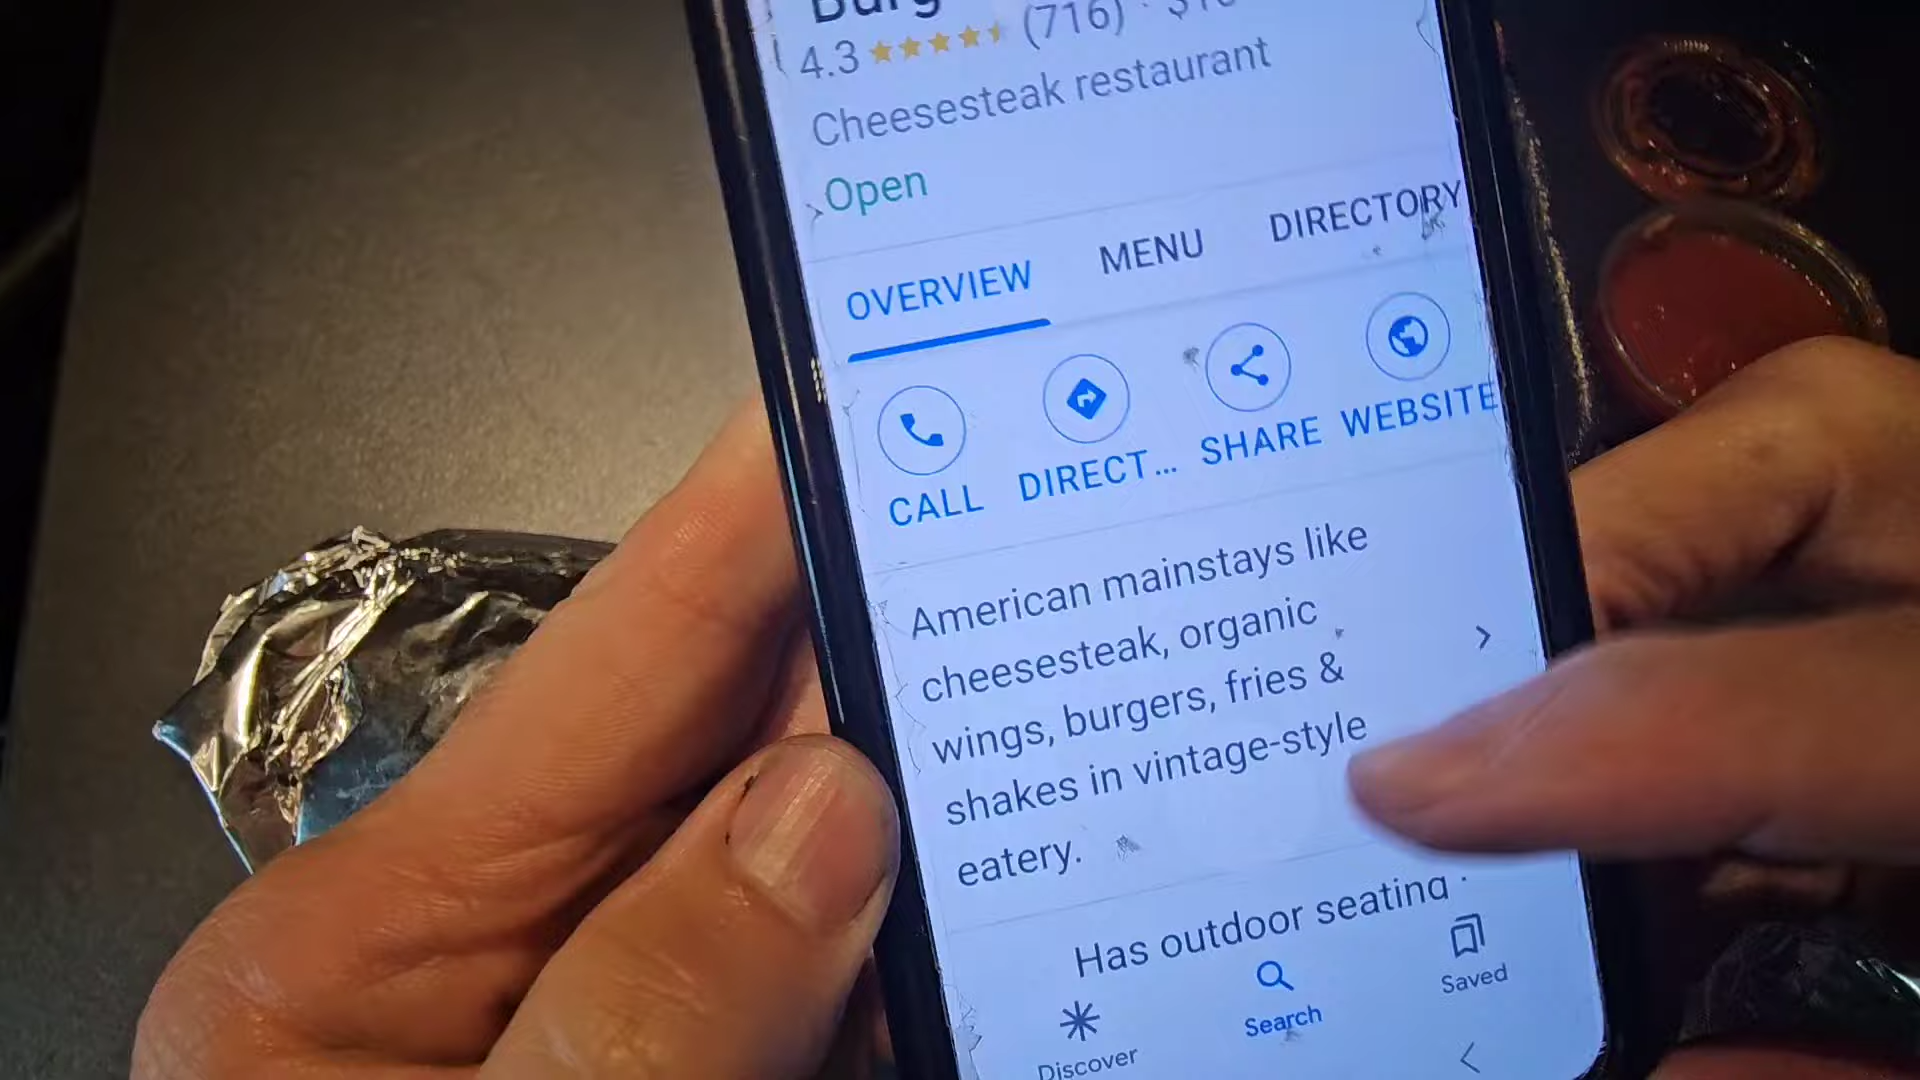 4.3 (716)
Cheesesteak restaurant
Open
OVERVIEW MENU DIRECTORY
CALL DIRECT... SHARE WEBSITE
American mainstays like
cheesesteak, organic
wings, burgers, fries &
shakes in vintage-style
eatery.
Has outdoor seating ·
Discover Search Saved